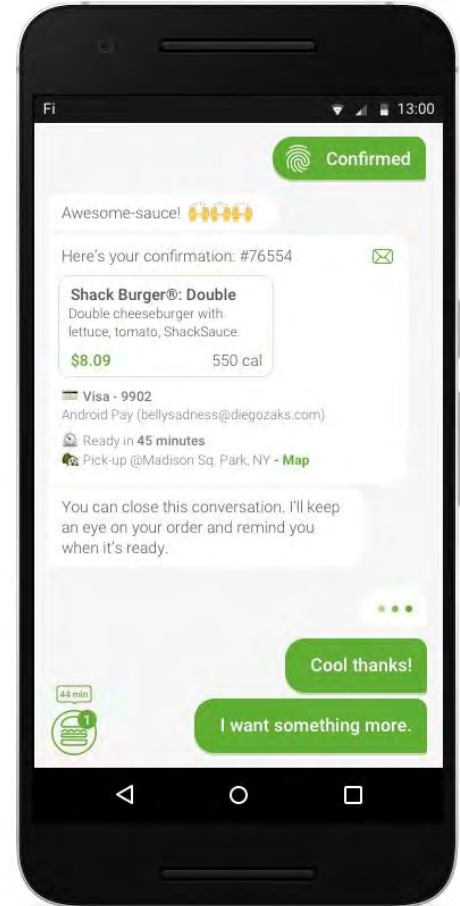 Fi 13:00
Confirmed
Awesome-sauce!
Here's your confirmation: #76554
Shack Burger®: Double
Double cheeseburger with
lettuce, tomato, ShackSauce.
$8.09 550 cal
Visa - 9902
Android Pay (bellysadness@diegozaks.com)
Ready in 45 minutes
Pick-up @Madison Sq. Park, NY - Map
You can close this conversation. I'll keep
an eye on your order and remind you
when it's ready.
Cool thanks!
44 min
1
I want something more.